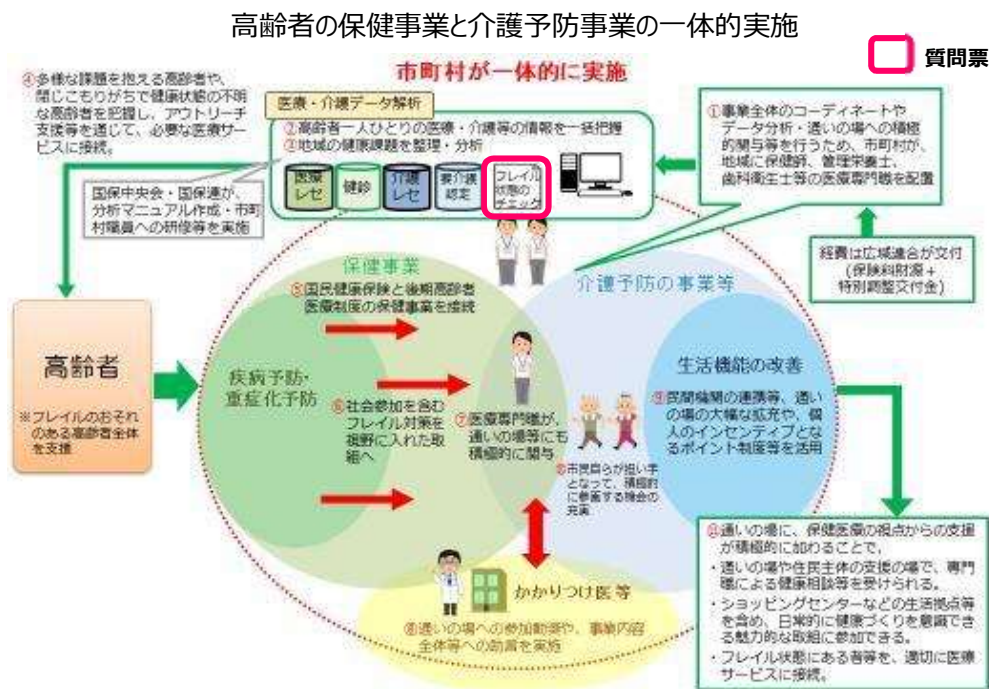 高齢者の保健事業と介護予防事業の一体的実施
質問票
市町村が一体的に実施
④多様な課題を抱える高齢者や、
閉じこもりがちで健康状態の不明
な高齢者を把握し、アウトリーチ
支援等を通じて、必要な医療サー
ビスに接続。
医療・介護データ解析
②高齢者一人ひとりの医療・介護等の情報を一括把握
③地域の健康課題を整理・分析
医療
レセ
健診
介護
レセ
要介護
認定
フレイル
状態の
チェック
①事業全体のコーディネートや
データ分析・通いの場への積極
的関与等を行うため、市町村が、
地域に保健師、管理栄養士、
歯科衛生士等の医療専門職を配置
国保中央会・国保連が、
分析マニュアル作成・市町
村職員への研修等を実施
経費は広域連合が交付
(保険料財源+
特別調整交付金)
保健事業
⑤国民健康保険と後期高齢者
医療制度の保健事業を接続
介護予防の事業等
高齢者
※フレイルのおそれ
のある高齢者全体
を支援
疾病予防・
重症化予防
⑥社会参加を含む
フレイル対策を
視野に入れた取
組へ
⑦医療専門職が、
通いの場等にも
積極的に関与
生活機能の改善
⑨民間機関の連携等、通い
の場の大幅な拡充や、個
人のインセンティブとな
るポイント制度等を活用
市民自らが担い手
となって、積極的
に参画する機会の
充実
かかりつけ医等
⑧通いの場への参加勧奨や、事業内容
全体等への助言を実施
通いの場に、保健医療の視点からの支援
が積極的に加わることで、
・通いの場や住民主体の支援の場で、専門
職による健康相談等を受けられる。
・ショッピングセンターなどの生活拠点等
を含め、日常的に健康づくりを意識でき
る魅力的な取組に参加できる。
・フレイル状態にある者等を、適切に医療
サービスに接続。